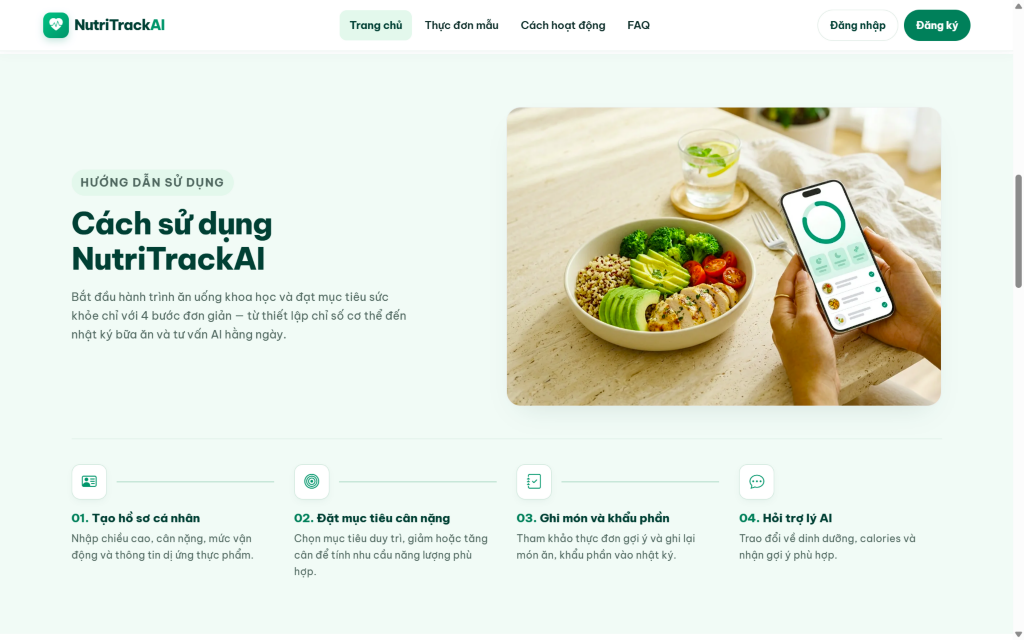 NutriTrackAI
Trang chủ
Thực đơn mẫu
Cách hoạt động
FAQ
Đăng nhập
Đăng ký
HƯỚNG DẪN SỬ DỤNG
Cách sử dụng
NutriTrackAI
Bắt đầu hành trình ăn uống khoa học và đạt mục tiêu sức
khỏe chỉ với 4 bước đơn giản — từ thiết lập chỉ số cơ thể đến
nhật ký bữa ăn và tư vấn AI hằng ngày.
01. Tạo hồ sơ cá nhân
Nhập chiều cao, cân nặng, mức vận
động và thông tin dị ứng thực phẩm.
02. Đặt mục tiêu cân nặng
Chọn mục tiêu duy trì, giảm hoặc tăng
cân để tính nhu cầu năng lượng phù
hợp.
03. Ghi món và khẩu phần
Tham khảo thực đơn gợi ý và ghi lại
món ăn, khẩu phần vào nhật ký.
04. Hỏi trợ lý AI
Trao đổi về dinh dưỡng, calories và
nhận gợi ý phù hợp.